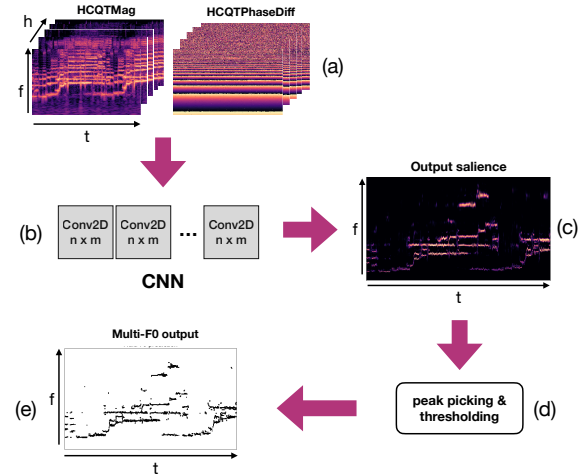 HCQTMag
HCQTPhaseDiff
h
f
t
(a)
Output salience
(b)
Conv2D
n x m
Conv2D
n x m
...
Conv2D
n x m
CNN
f
(c)
t
Multi-F0 output
f
(e)
t
peak picking &
thresholding
(d)